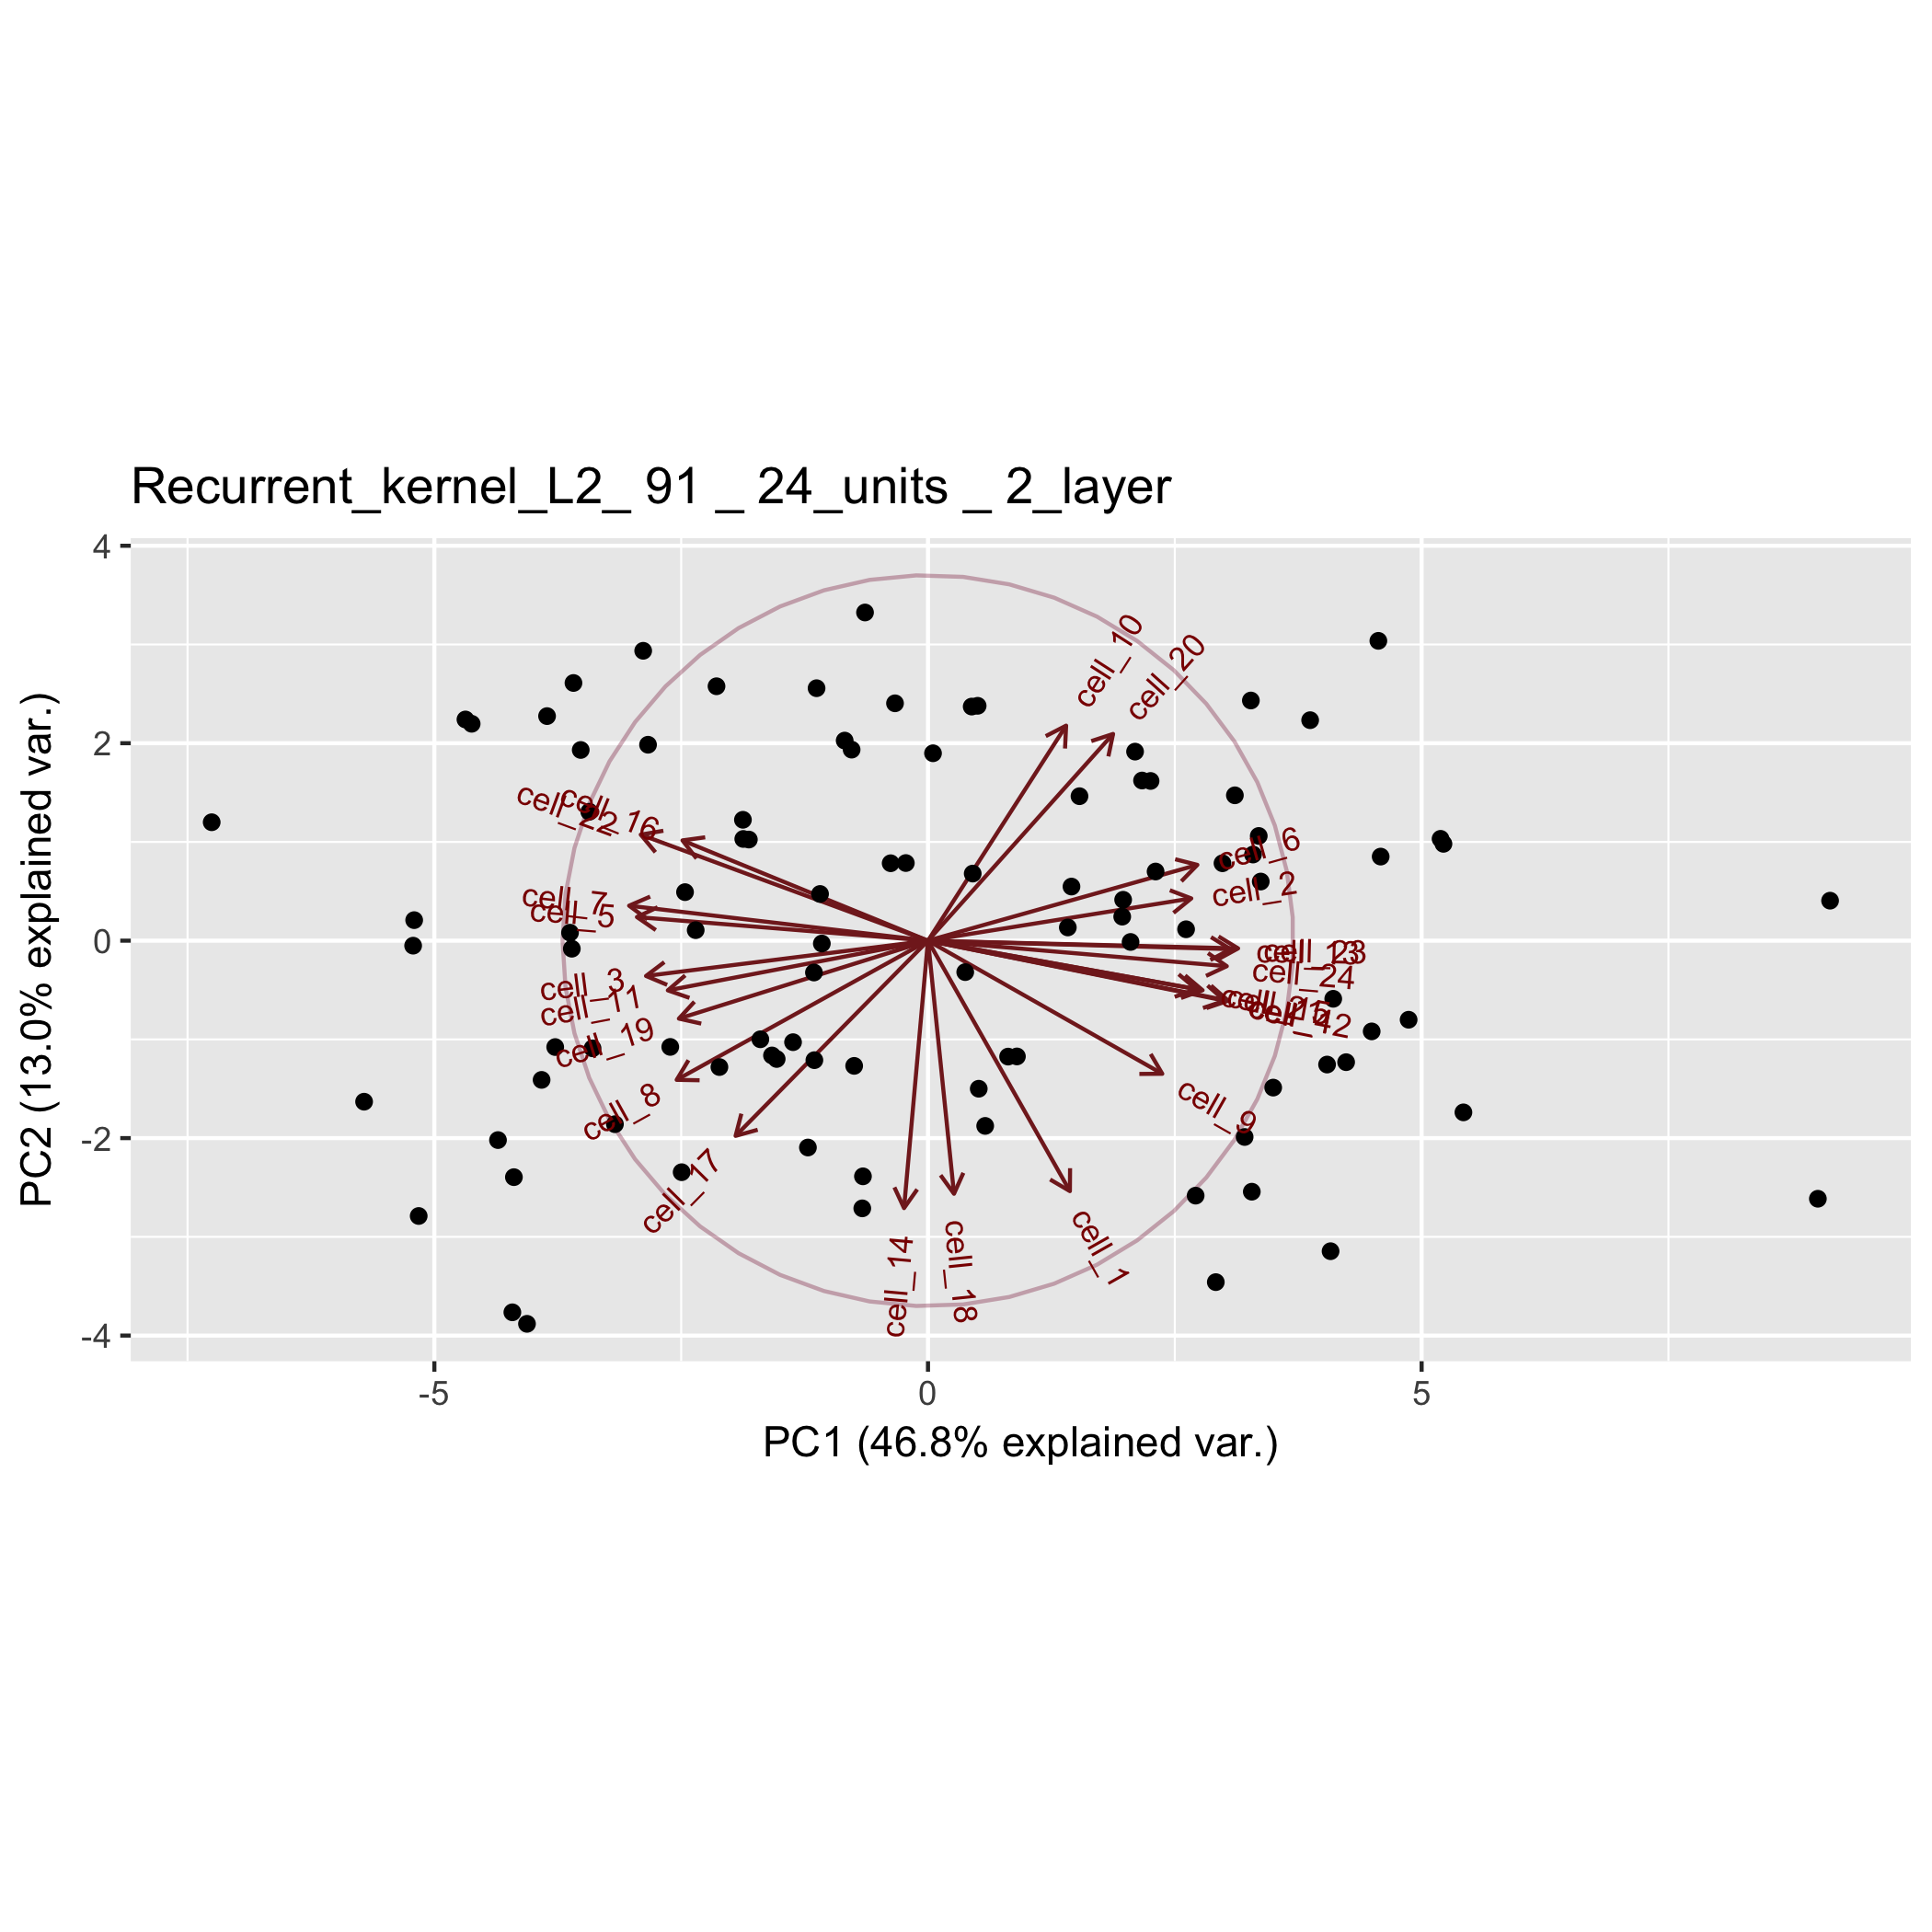 Recurrent_kernel_L2_ 91 _ 24_units _ 2_layer
PC2 (13.0% explained var.)
4
2
0
-2
-4
cell_10
cell_20
cell_22
cell_16
cell_6
cell_2
cell_7
cell_5
cell_3
cell_11
cell_19
cell_24
cell_8
cell_9
cell_17
cell_14
cell_18
cell_1
-5
0
5
PC1 (46.8% explained var.)